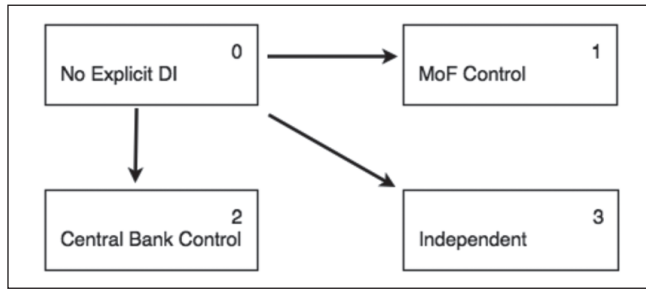 0
No Explicit DI
1
MoF Control
2
Central Bank Control
3
Independent